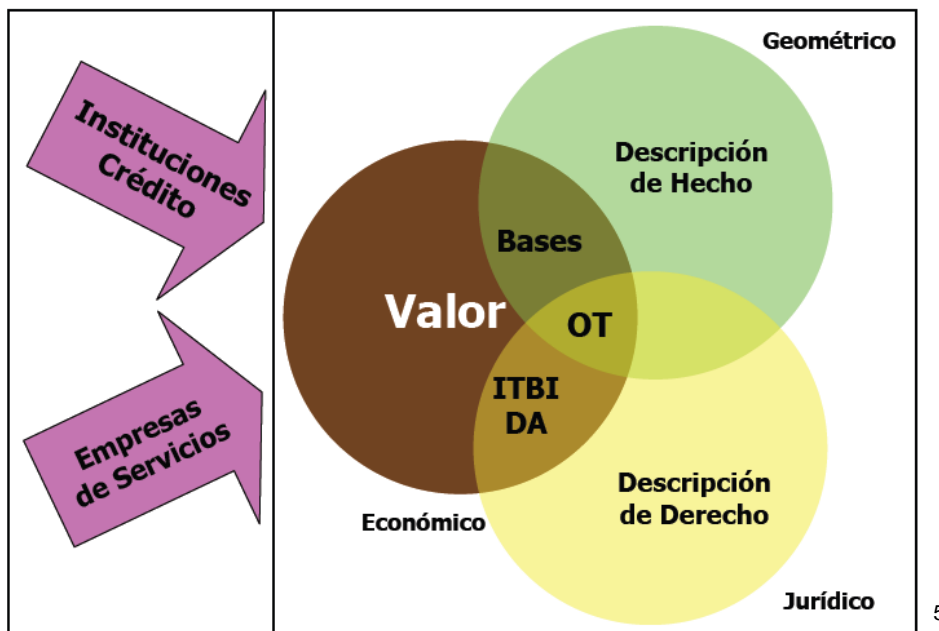 Geométrico
Instituciones
Crédito
Descripción
de Hecho
Bases
Valor
OT
ITBI
DA
Empresas
de Servicios
Descripción
de Derecho
Económico
Jurídico
5